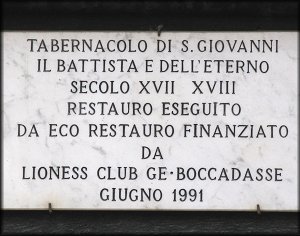 TABERNACOLO DI S. GIOVANNI
IL BATTISTA E DELL'ETERNO
SECOLO XVII XVIII
RESTAURO ESEGUITO
DA ECO RESTAURO FINANZIATO
DA
LIONESS CLUB GE·BOCCADASSE
GIUGNO 1991